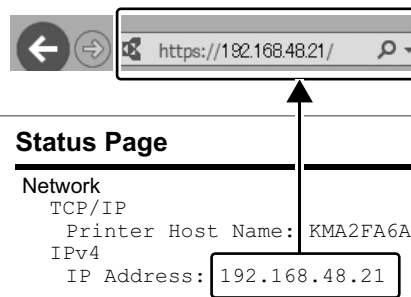 https://192.168.48.21/
Status Page
Network
TCP/IP
Printer Host Name: KMA2FA6A
IPv4
IP Address: 192.168.48.21